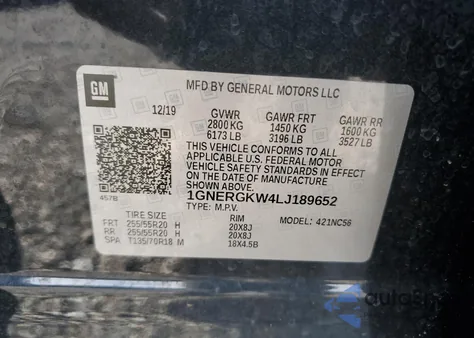 GM
MFD BY GENERAL MOTORS LLC
12/19
GVWR GAWR FRT GAWR RR
2800 KG 1450 KG 1600 KG
6173 LB 3196 LB 3527 LB
THIS VEHICLE CONFORMS TO ALL
APPLICABLE U.S. FEDERAL MOTOR
VEHICLE SAFETY STANDARDS IN
EFFECT ON THE DATE OF
MANUFACTURE SHOWN ABOVE.
457B
1GNERGKW4LJ189652
TYPE: M.P.V. MODEL: 421NC56
RIM
FRT 255/55R20 H 20X8J
RR 255/55R20 H 20X8J
SPA T135/70R18 M 18X4.5B